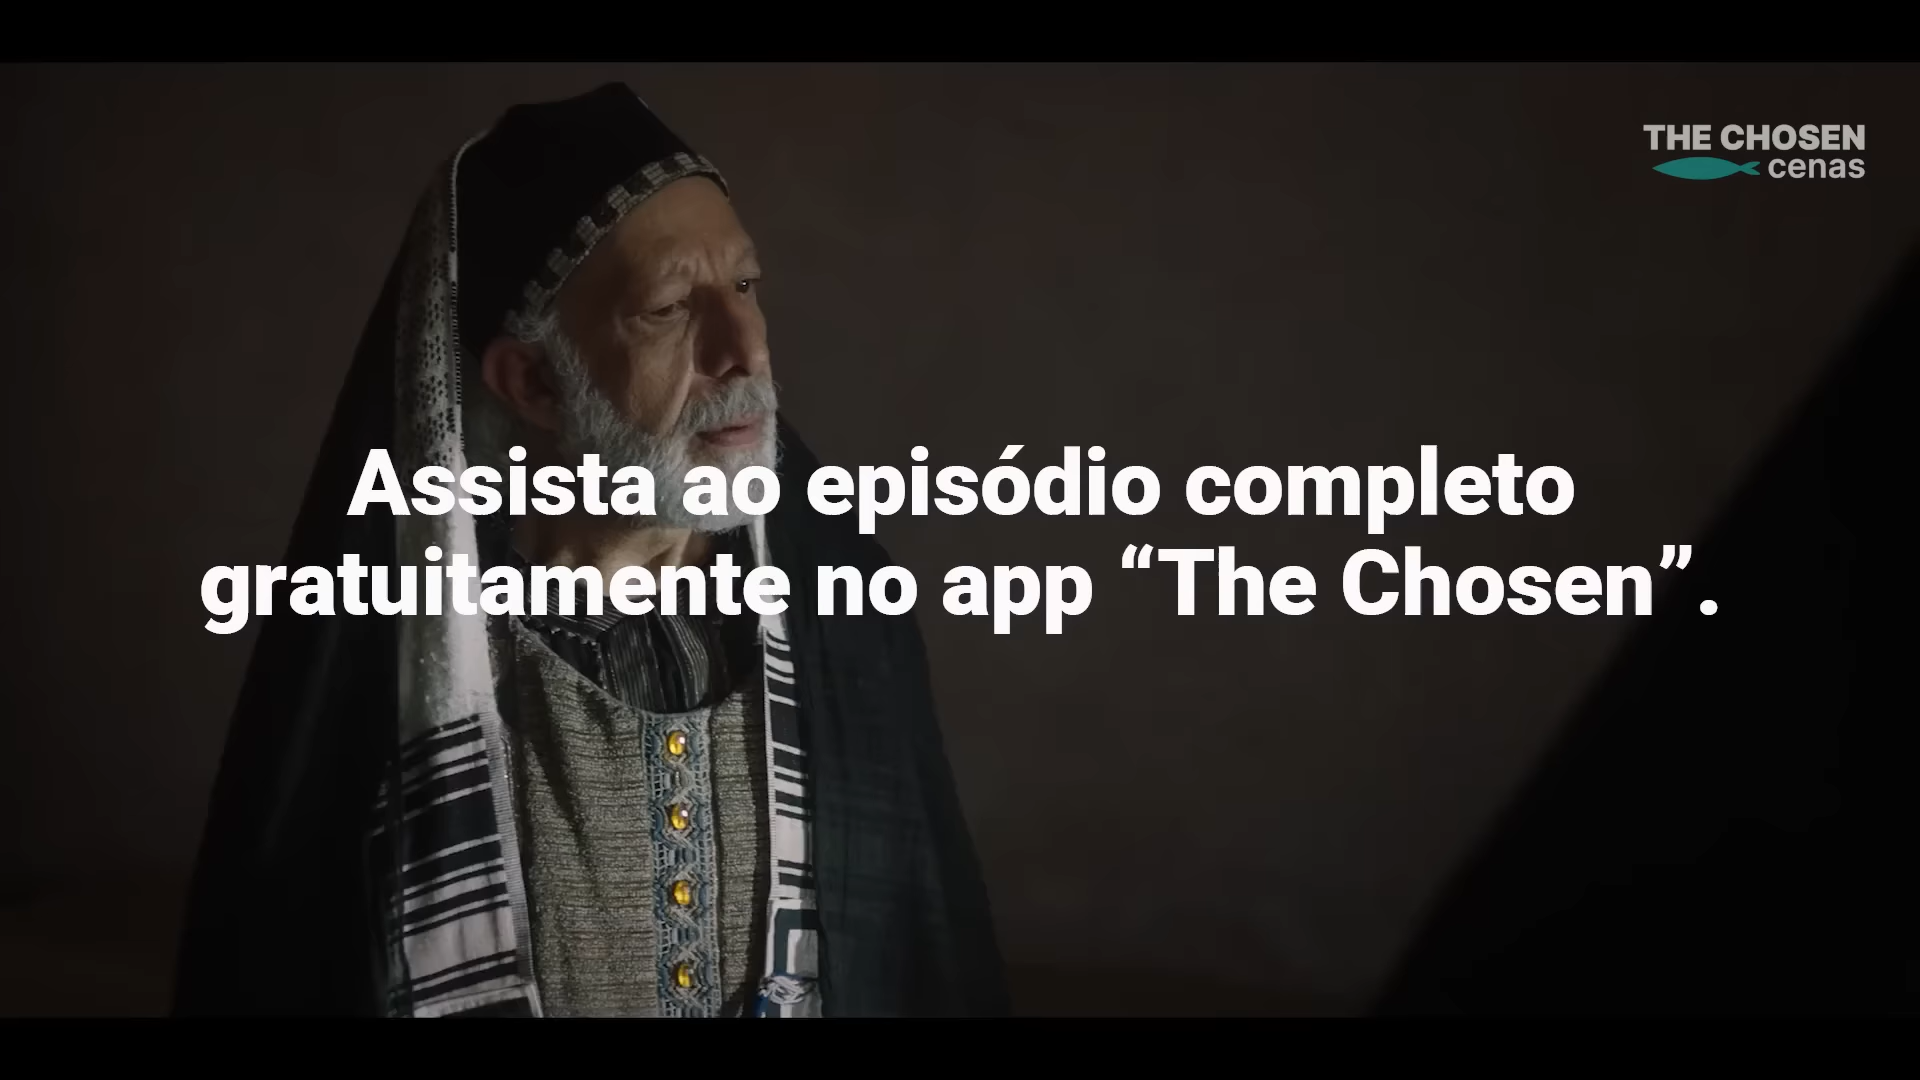 THE CHOSEN
cenas
Assista ao episódio completo
gratuitamente no app “The Chosen”.